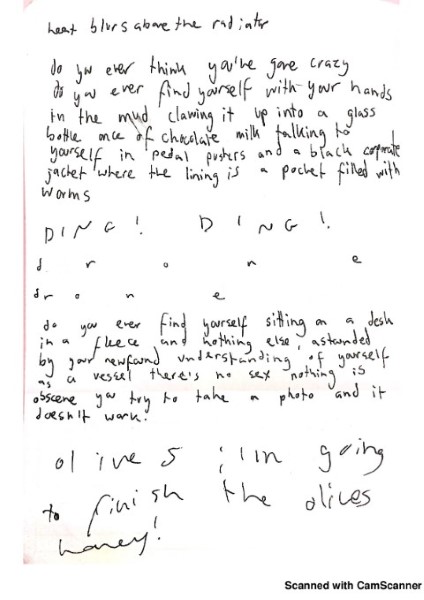 heat blurs above the radiator
do you ever think you've gone crazy
do you ever find yourself with your hands
in the mud clawing it up into a glass
bottle once of chocolate milk talking to
yourself in pedal pushers and a black corporate
jacket where the lining is a pocket filled with
worms
DING! DING!
d r o n e
dr o n e
do you ever find yourself sitting on a desk
in a fleece and nothing else, astounded
by your newfound understanding of yourself
as a vessel there's no sex nothing is
obscene you try to take a photo and it
doesn't work.
olives i'm going
to finish the olives
honey!
Scanned with CamScanner